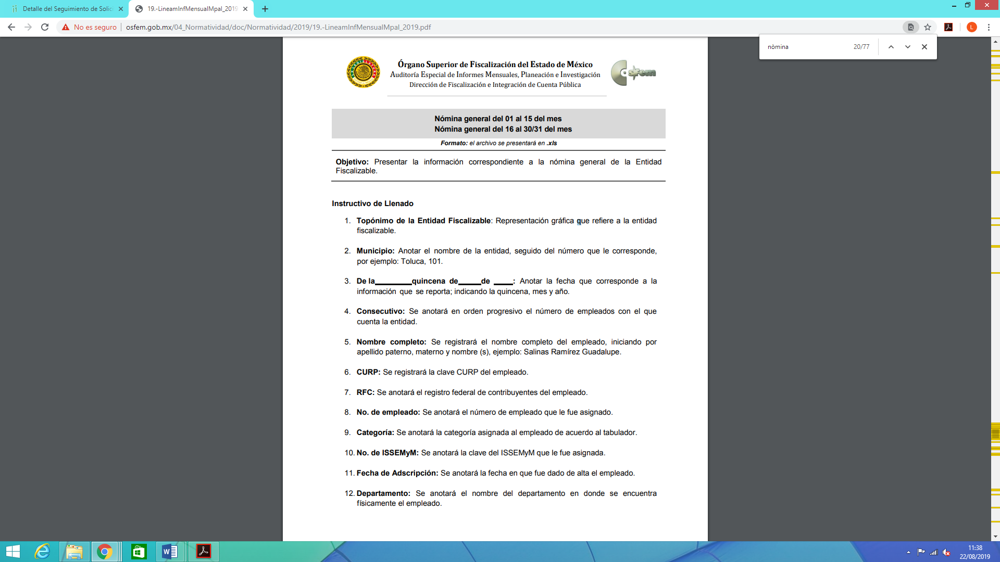 Detalle del Seguimiento de Solici
19.-LineamInfMensualMpal_2019
No es seguro
osfem.gob.mx/04_Normatividad/doc/Normatividad/2019/19.-LineamInfMensualMpal_2019.pdf
L
nòmina
20/77
Órgano Superior de Fiscalización del Estado de México
Auditoría Especial de Informes Mensuales, Planeación e Investigación
Dirección de Fiscalización e Integración de Cuenta Pública
osfem
Nómina general del 01 al 15 del mes
Nómina general del 16 al 30/31 del mes
Formato: el archivo se presentará en .xls
Objetivo: Presentar la información correspondiente a la nómina general de la Entidad
Fiscalizable.
Instructivo de Llenado
1. Topónimo de la Entidad Fiscalizable: Representación gráfica que refiere a la entidad
fiscalizable.
2. Municipio: Anotar el nombre de la entidad, seguido del número que le corresponde,
por ejemplo: Toluca, 101.
3. De la_________quincena de_____de ____: Anotar la fecha que corresponde a la
información que se reporta; indicando la quincena, mes y año.
4. Consecutivo: Se anotará en orden progresivo el número de empleados con el que
cuenta la entidad.
5. Nombre completo: Se registrará el nombre completo del empleado, iniciando por
apellido paterno, materno y nombre (s), ejemplo: Salinas Ramírez Guadalupe.
6. CURP: Se registrará la clave CURP del empleado.
7. RFC: Se anotará el registro federal de contribuyentes del empleado.
8. No. de empleado: Se anotará el número de empleado que le fue asignado.
9. Categoría: Se anotará la categoría asignada al empleado de acuerdo al tabulador.
10. No. de ISSEMyM: Se anotará la clave del ISSEMyM que le fue asignada.
11. Fecha de Adscripción: Se anotará la fecha en que fue dado de alta el empleado.
12. Departamento: Se anotará el nombre del departamento en donde se encuentra
físicamente el empleado.
11:38
22/08/2019